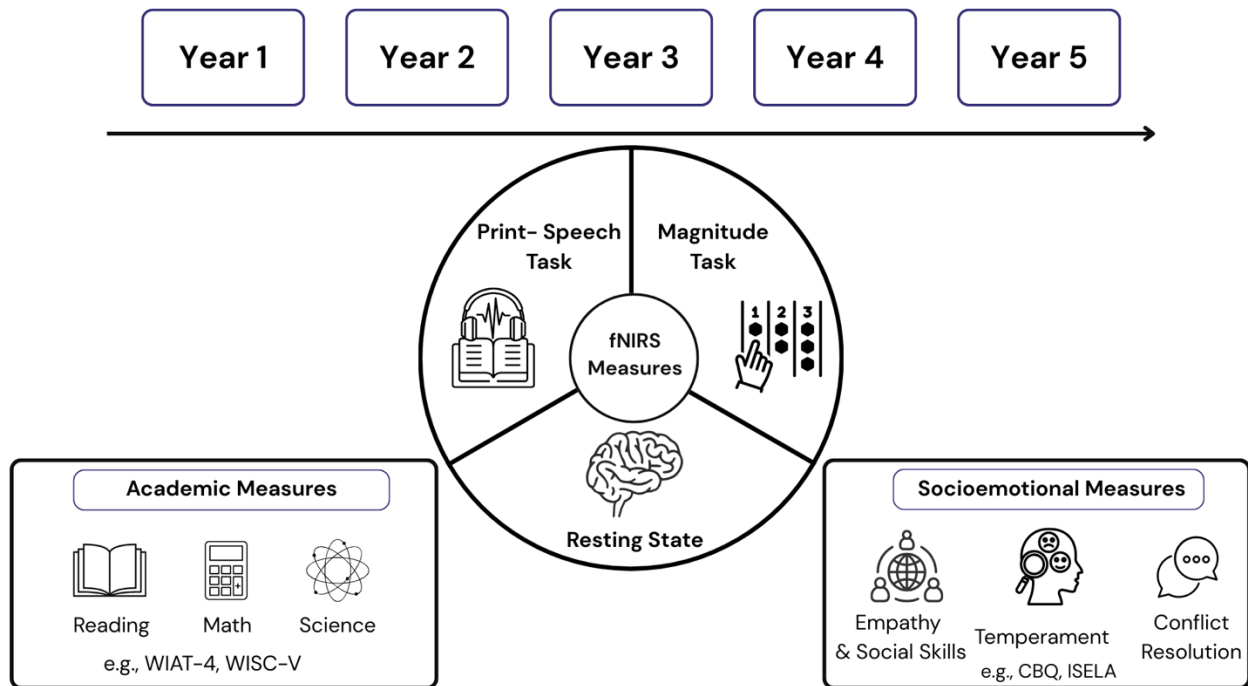 Year 1
Year 2
Year 3
Year 4
Year 5
Print- Speech
Task
Magnitude
Task
1 2 3
fNIRS
Measures
Resting State
Academic Measures
Reading
Math
Science
e.g., WIAT-4, WISC-V
Socioemotional Measures
Empathy
& Social Skills
Temperament
Conflict
Resolution
e.g., CBQ, ISELA